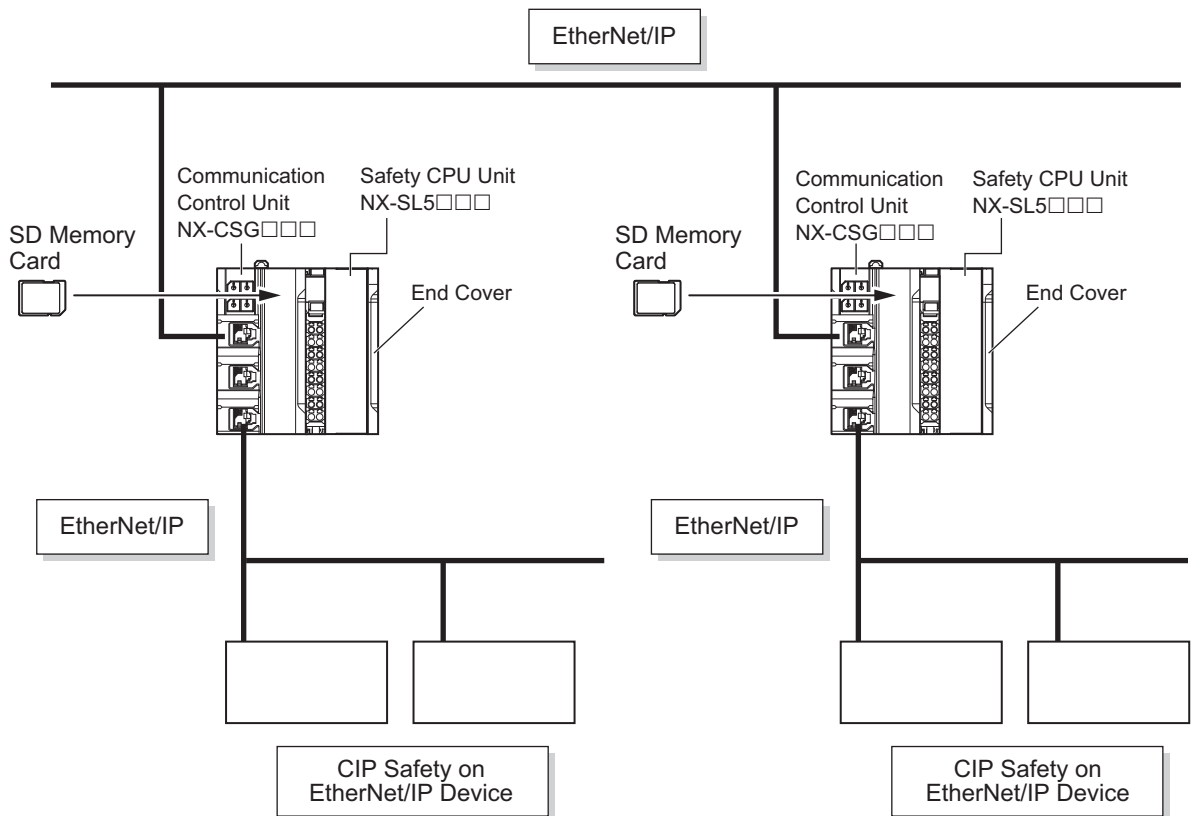 EtherNet/IP
Communication
Control Unit
NX-CSG□□□
Safety CPU Unit
NX-SL5□□□
SD Memory
Card
End Cover
Communication
Control Unit
NX-CSG□□□
Safety CPU Unit
NX-SL5□□□
SD Memory
Card
End Cover
EtherNet/IP
EtherNet/IP
CIP Safety on
EtherNet/IP Device
CIP Safety on
EtherNet/IP Device